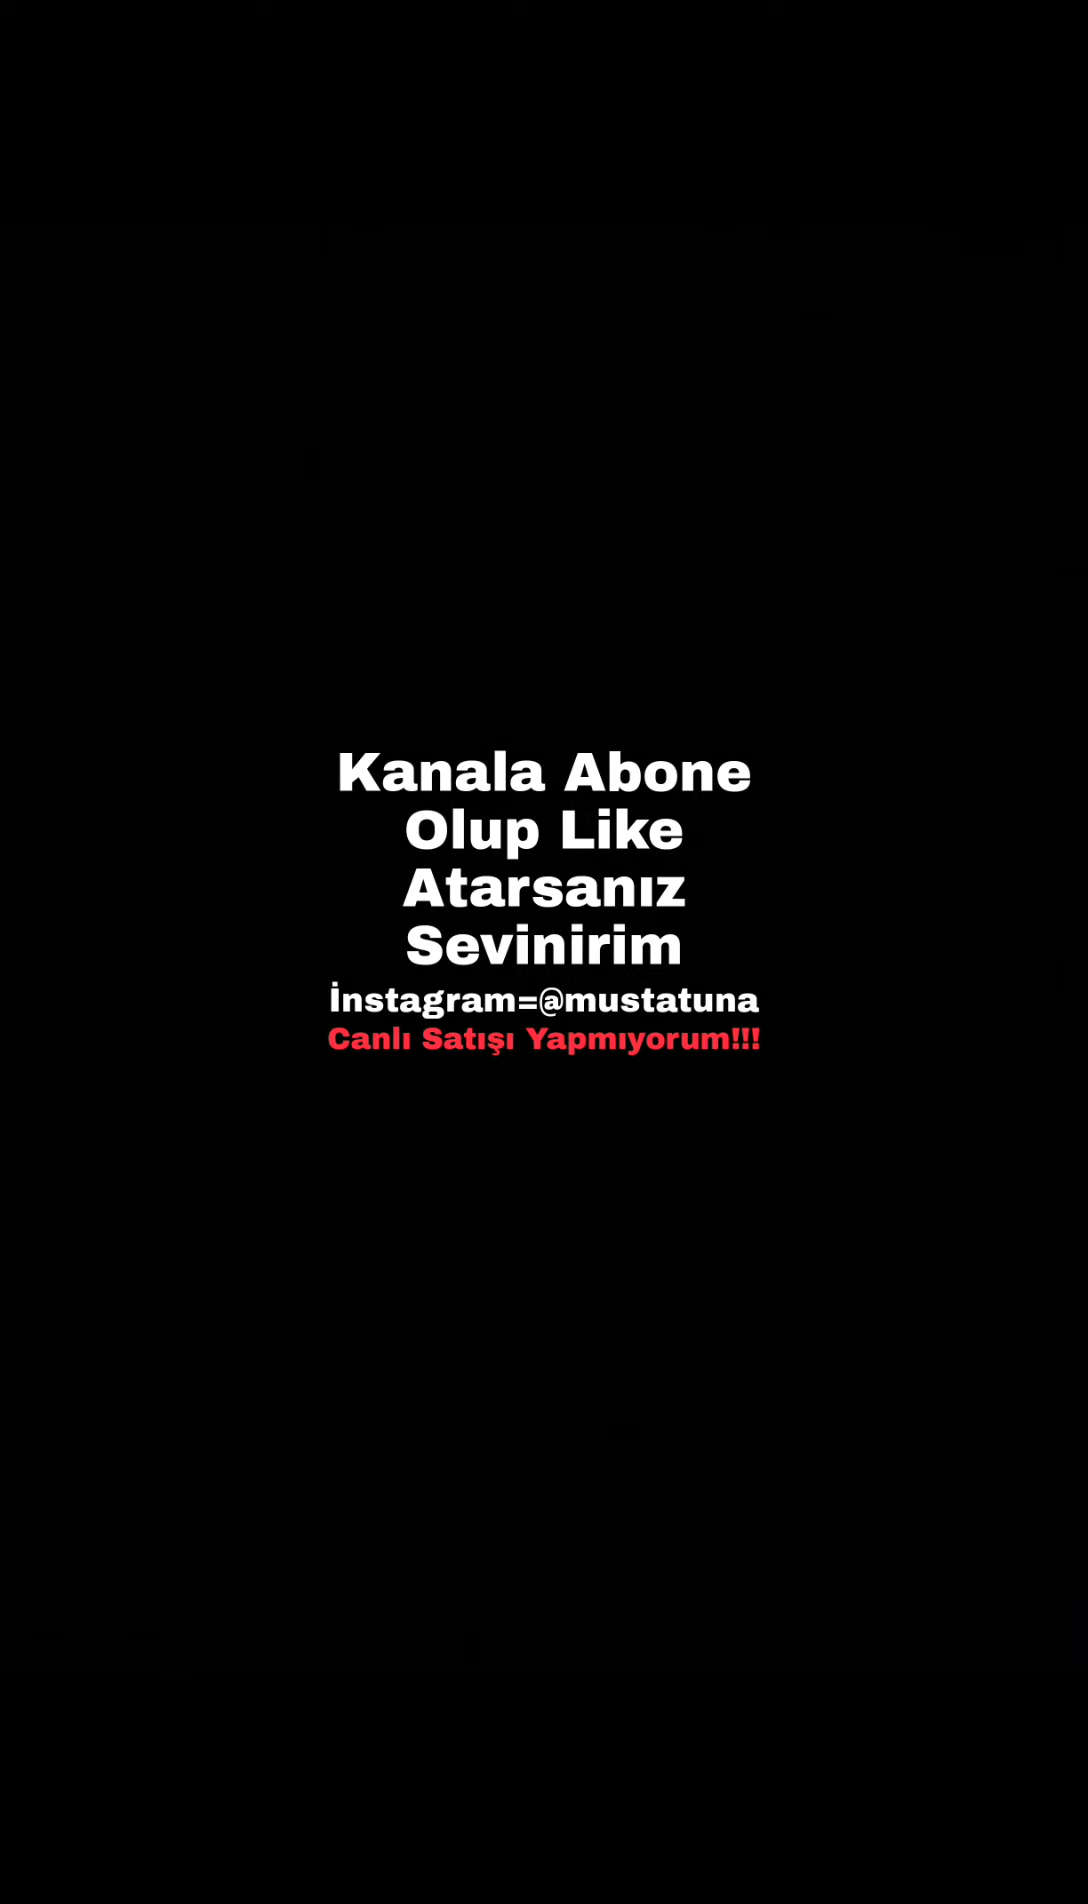 Kanala Abone
Olup Like
Atarsanız
Sevinirim
İnstagram=@mustatuna
Canlı Satışı Yapmıyorum!!!